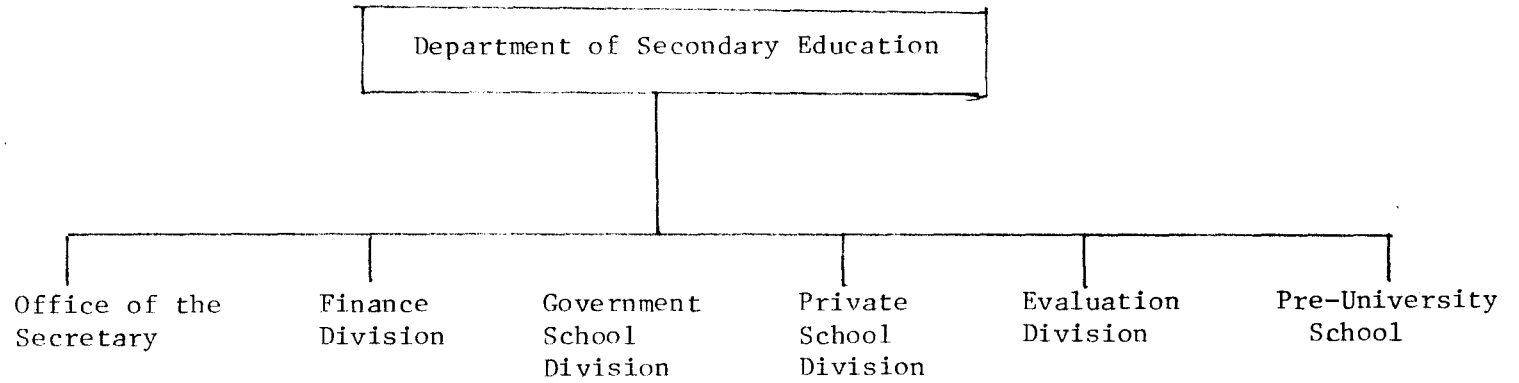 Department of Secondary Education
Office of the
Secretary
Finance
Division
Government
School
Division
Private
School
Division
Evaluation
Division
Pre-University
School